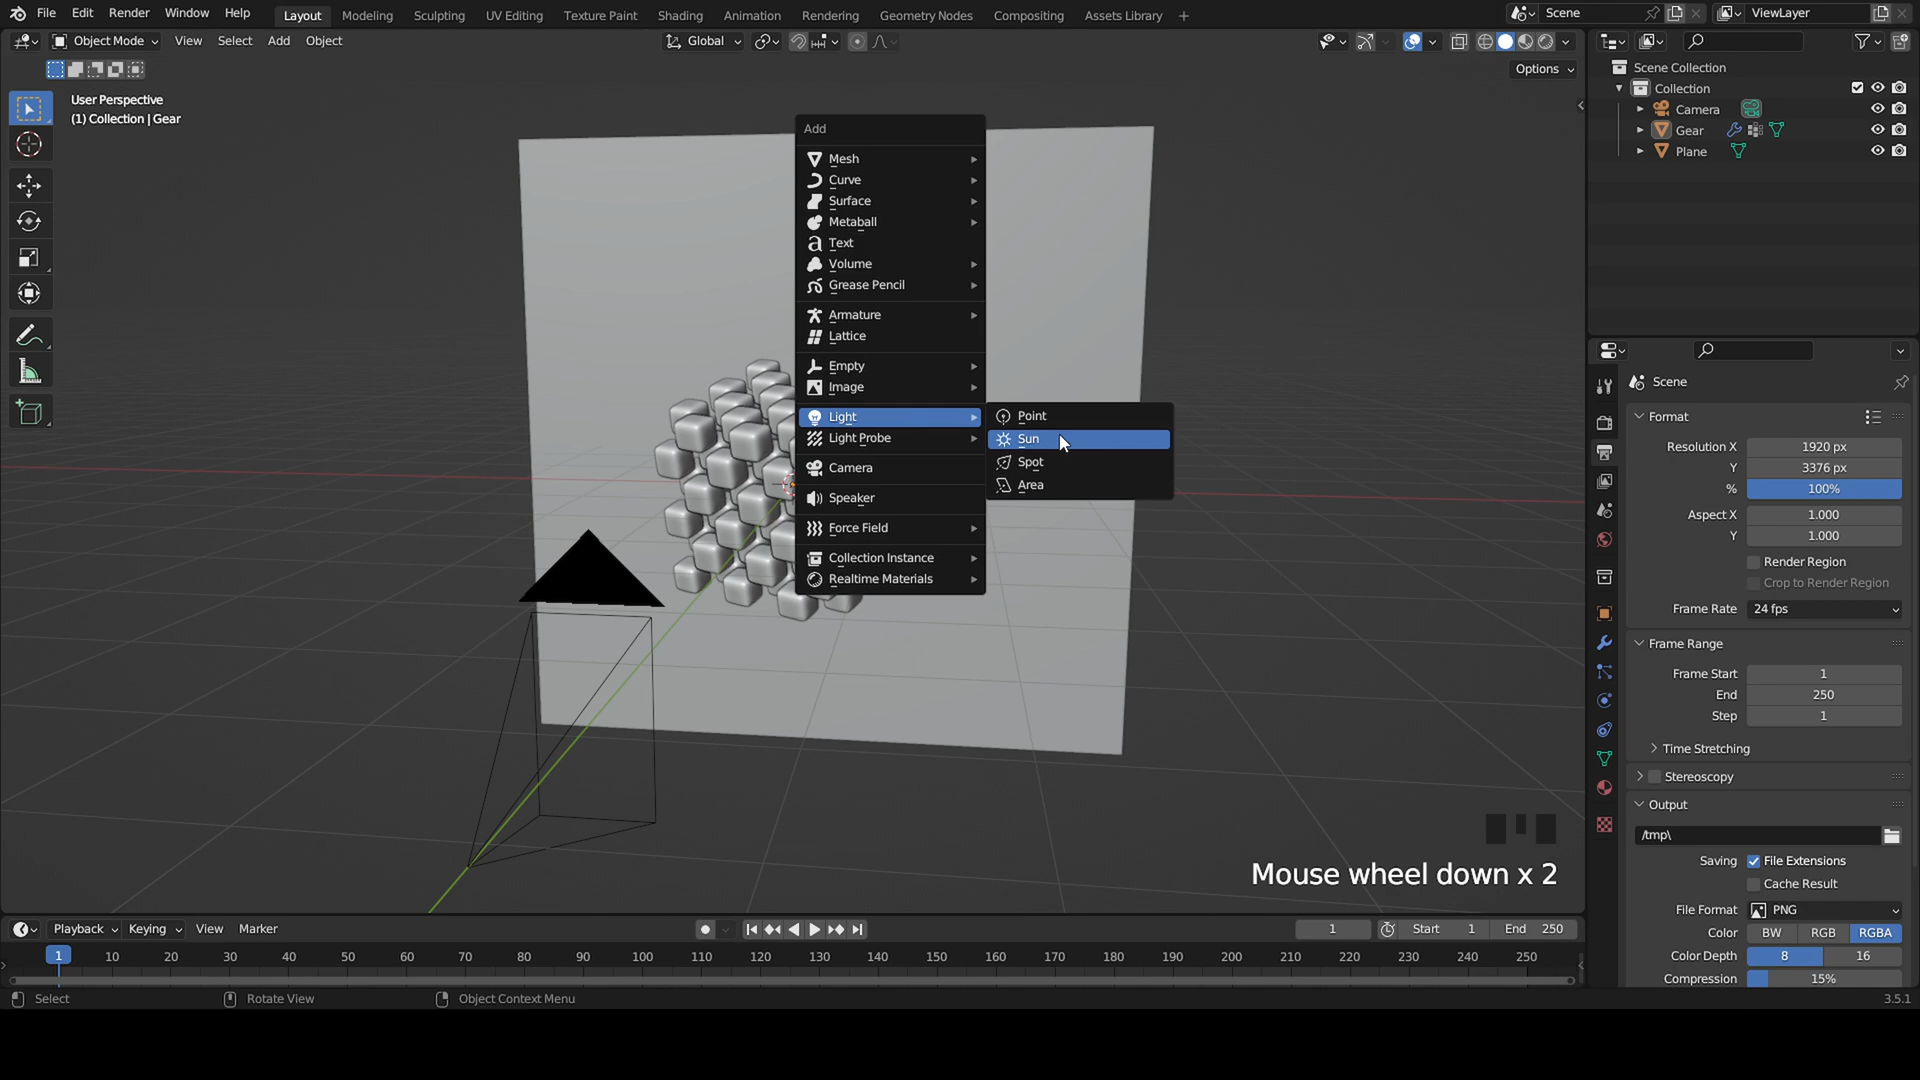 File Edit Render Window Help Layout Modeling Sculpting UV Editing Texture Paint Shading Animation Rendering Geometry Nodes Compositing Assets Library Scene ViewLayer
Object Mode View Select Add Object Global
Options
User Perspective
(1) Collection | Gear
Add
Mesh
Curve
Surface
Metaball
Text
Volume
Grease Pencil
Armature
Lattice
Empty
Image
Light
Light Probe
Camera
Speaker
Force Field
Collection Instance
Realtime Materials
Point
Sun
Spot
Area
Mouse wheel down x 2
Scene Collection
Collection
Camera
Gear
Plane
Scene
Format
Resolution X 1920 px
Y 3376 px
% 100%
Aspect X 1.000
Y 1.000
Render Region
Crop to Render Region
Frame Rate 24 fps
Frame Range
Frame Start 1
End 250
Step 1
Time Stretching
Stereoscopy
Output
/tmp\
Saving File Extensions
Cache Result
File Format PNG
Color BW RGB RGBA
Color Depth 8 16
Compression 15%
Playback Keying View Marker 1 Start 1 End 250
1 10 20 30 40 50 60 70 80 90 100 110 120 130 140 150 160 170 180 190 200 210 220 230 240 250
Select Rotate View Object Context Menu 3.5.1